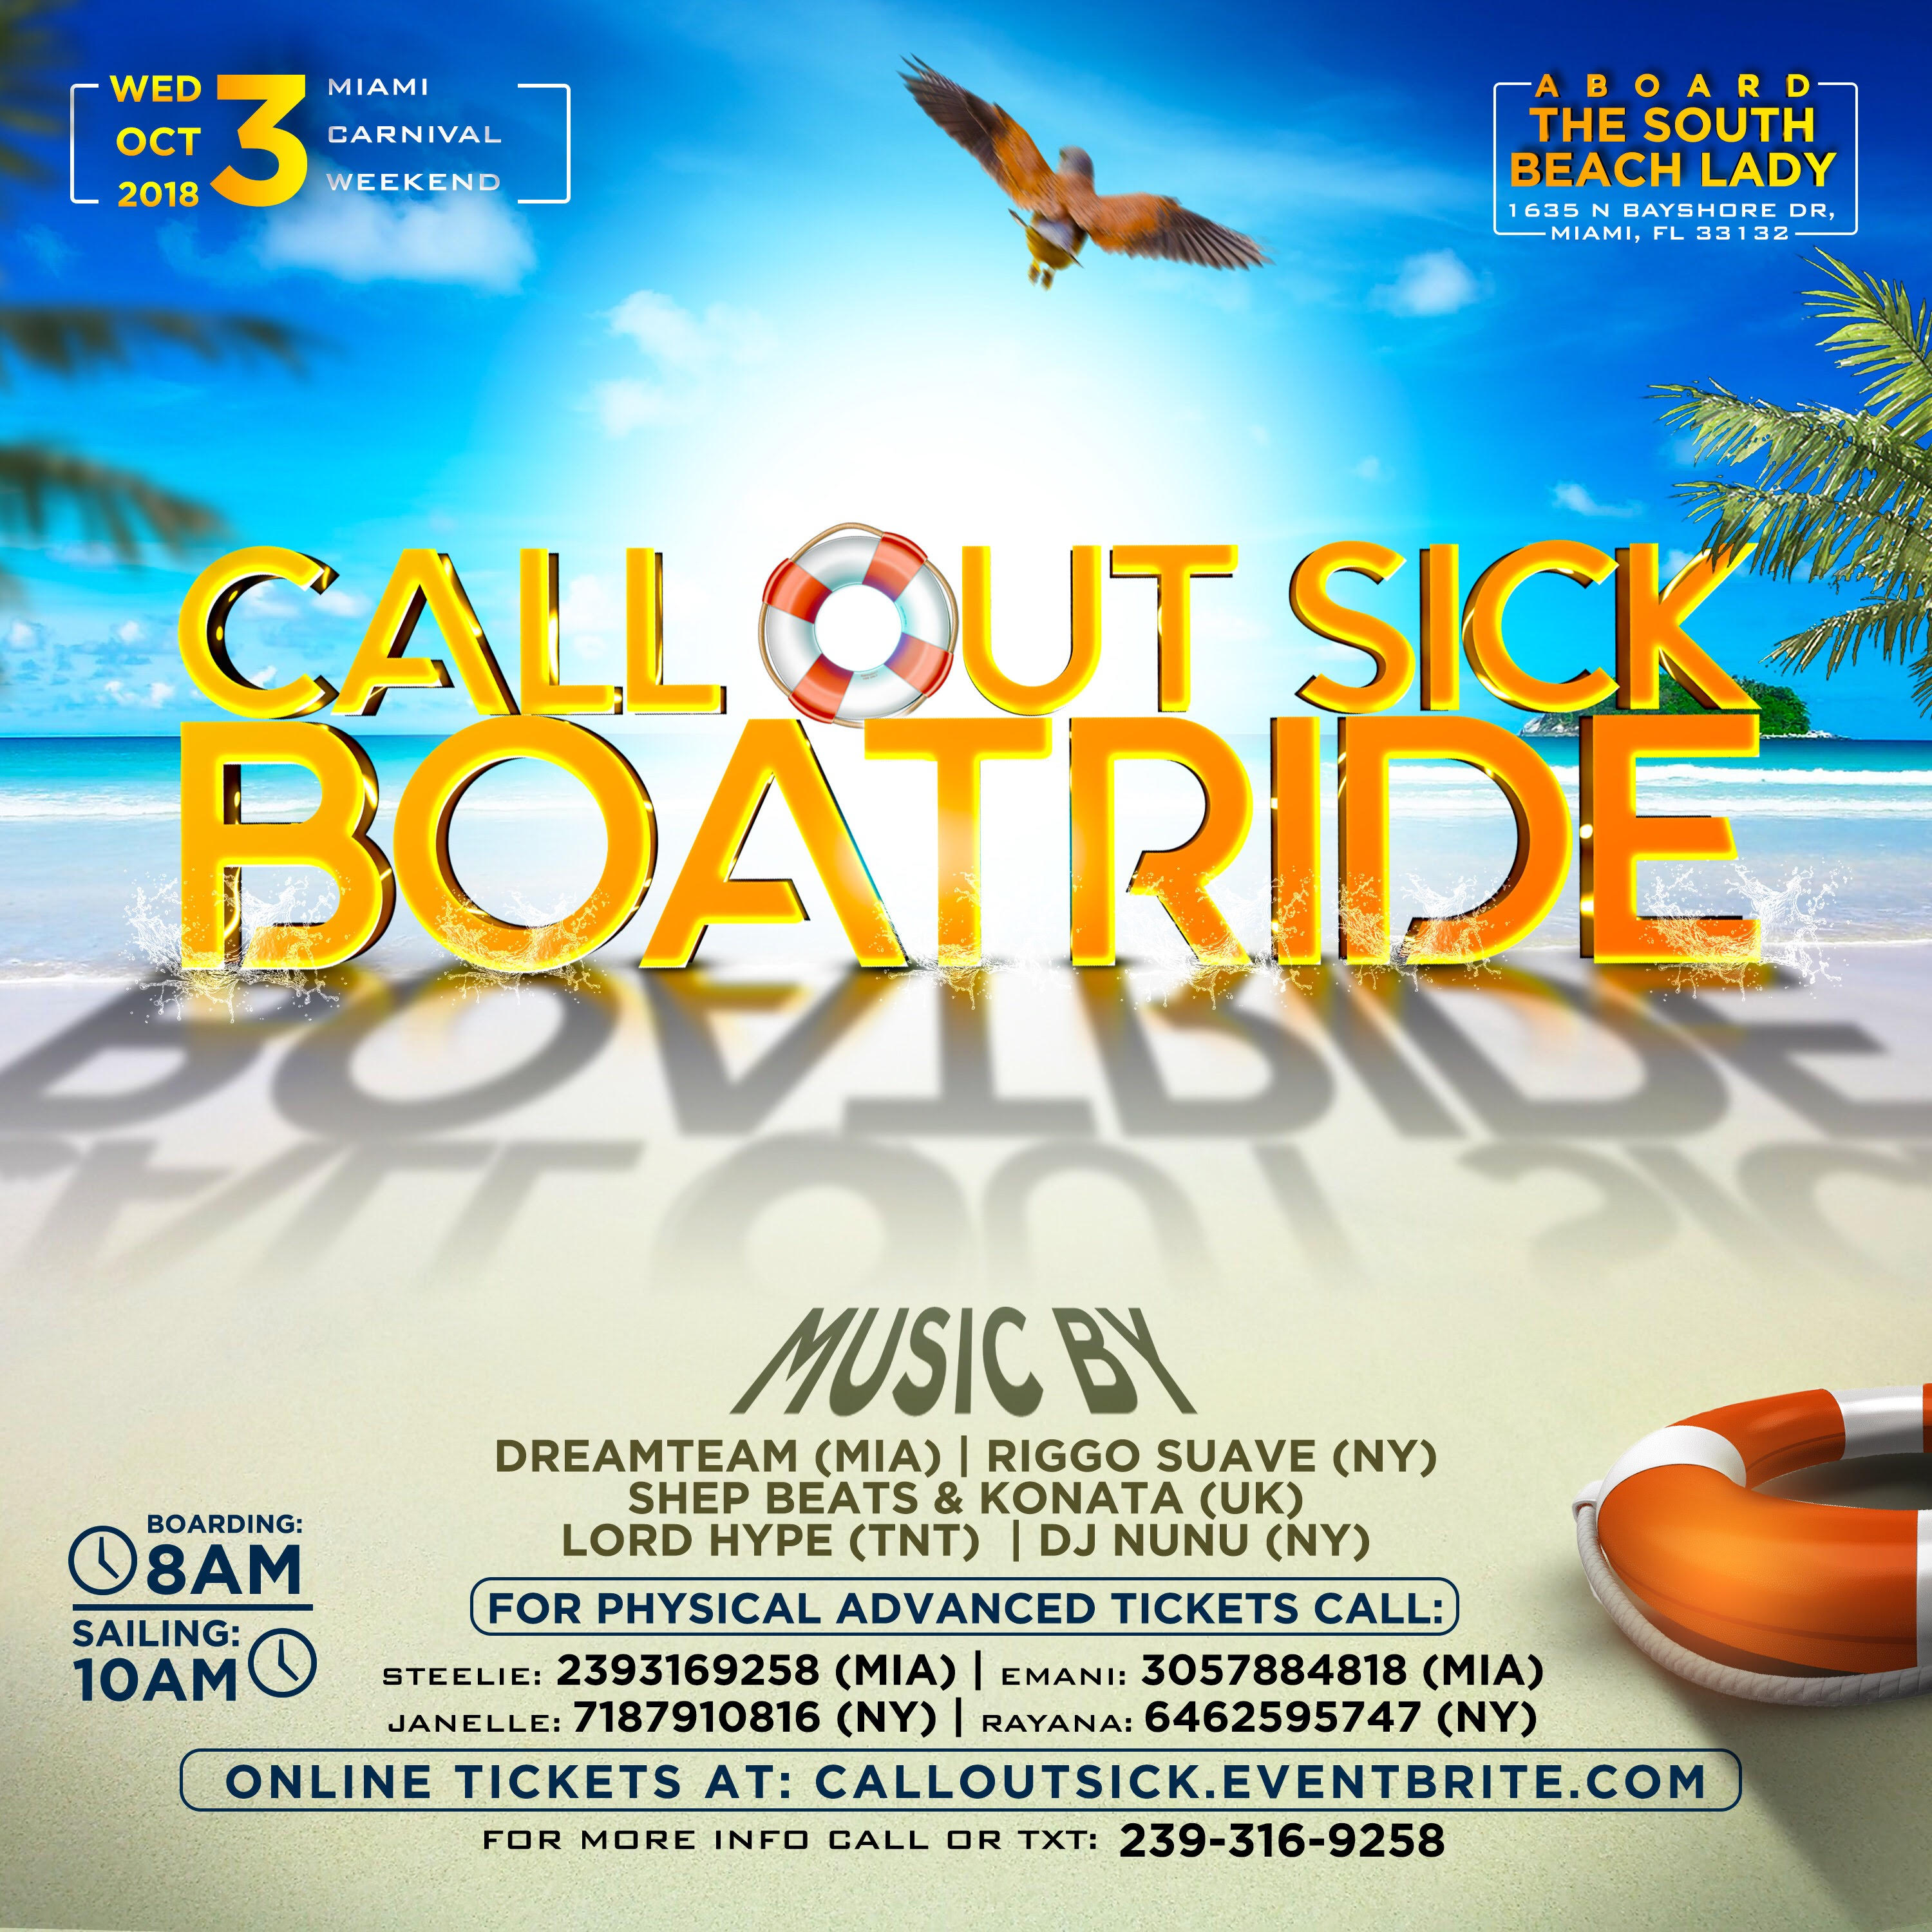 WED
OCT
2018
3
MIAMI
CARNIVAL
WEEKEND
ABOARD
THE SOUTH
BEACH LADY
1635 N BAYSHORE DR,
MIAMI, FL 33132
CALL OUT SICK
BOATRIDE
MUSIC BY
DREAMTEAM (MIA) | RIGGO SUAVE (NY)
SHEP BEATS & KONATA (UK)
LORD HYPE (TNT) | DJ NUNU (NY)
BOARDING:
8AM
SAILING:
10AM
FOR PHYSICAL ADVANCED TICKETS CALL:
STEELIE: 2393169258 (MIA) | EMANI: 3057884818 (MIA)
JANELLE: 7187910816 (NY) | RAYANA: 6462595747 (NY)
ONLINE TICKETS AT: CALLOUTSICK.EVENTBRITE.COM
FOR MORE INFO CALL OR TXT: 239-316-9258